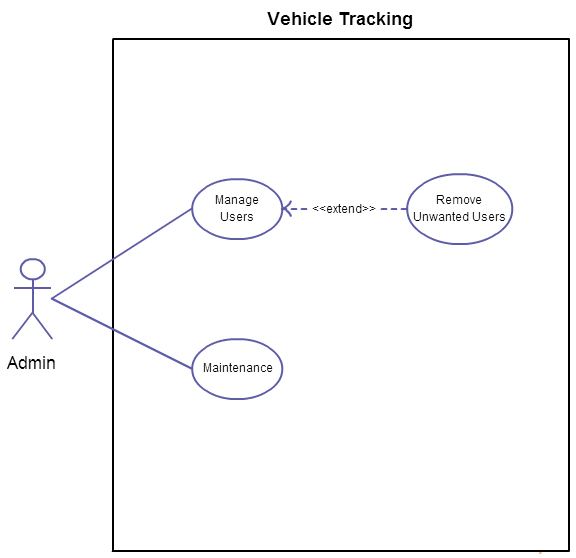 Vehicle Tracking
Manage
Users
<<extend>>
Remove
Unwanted Users
Admin
Maintenance